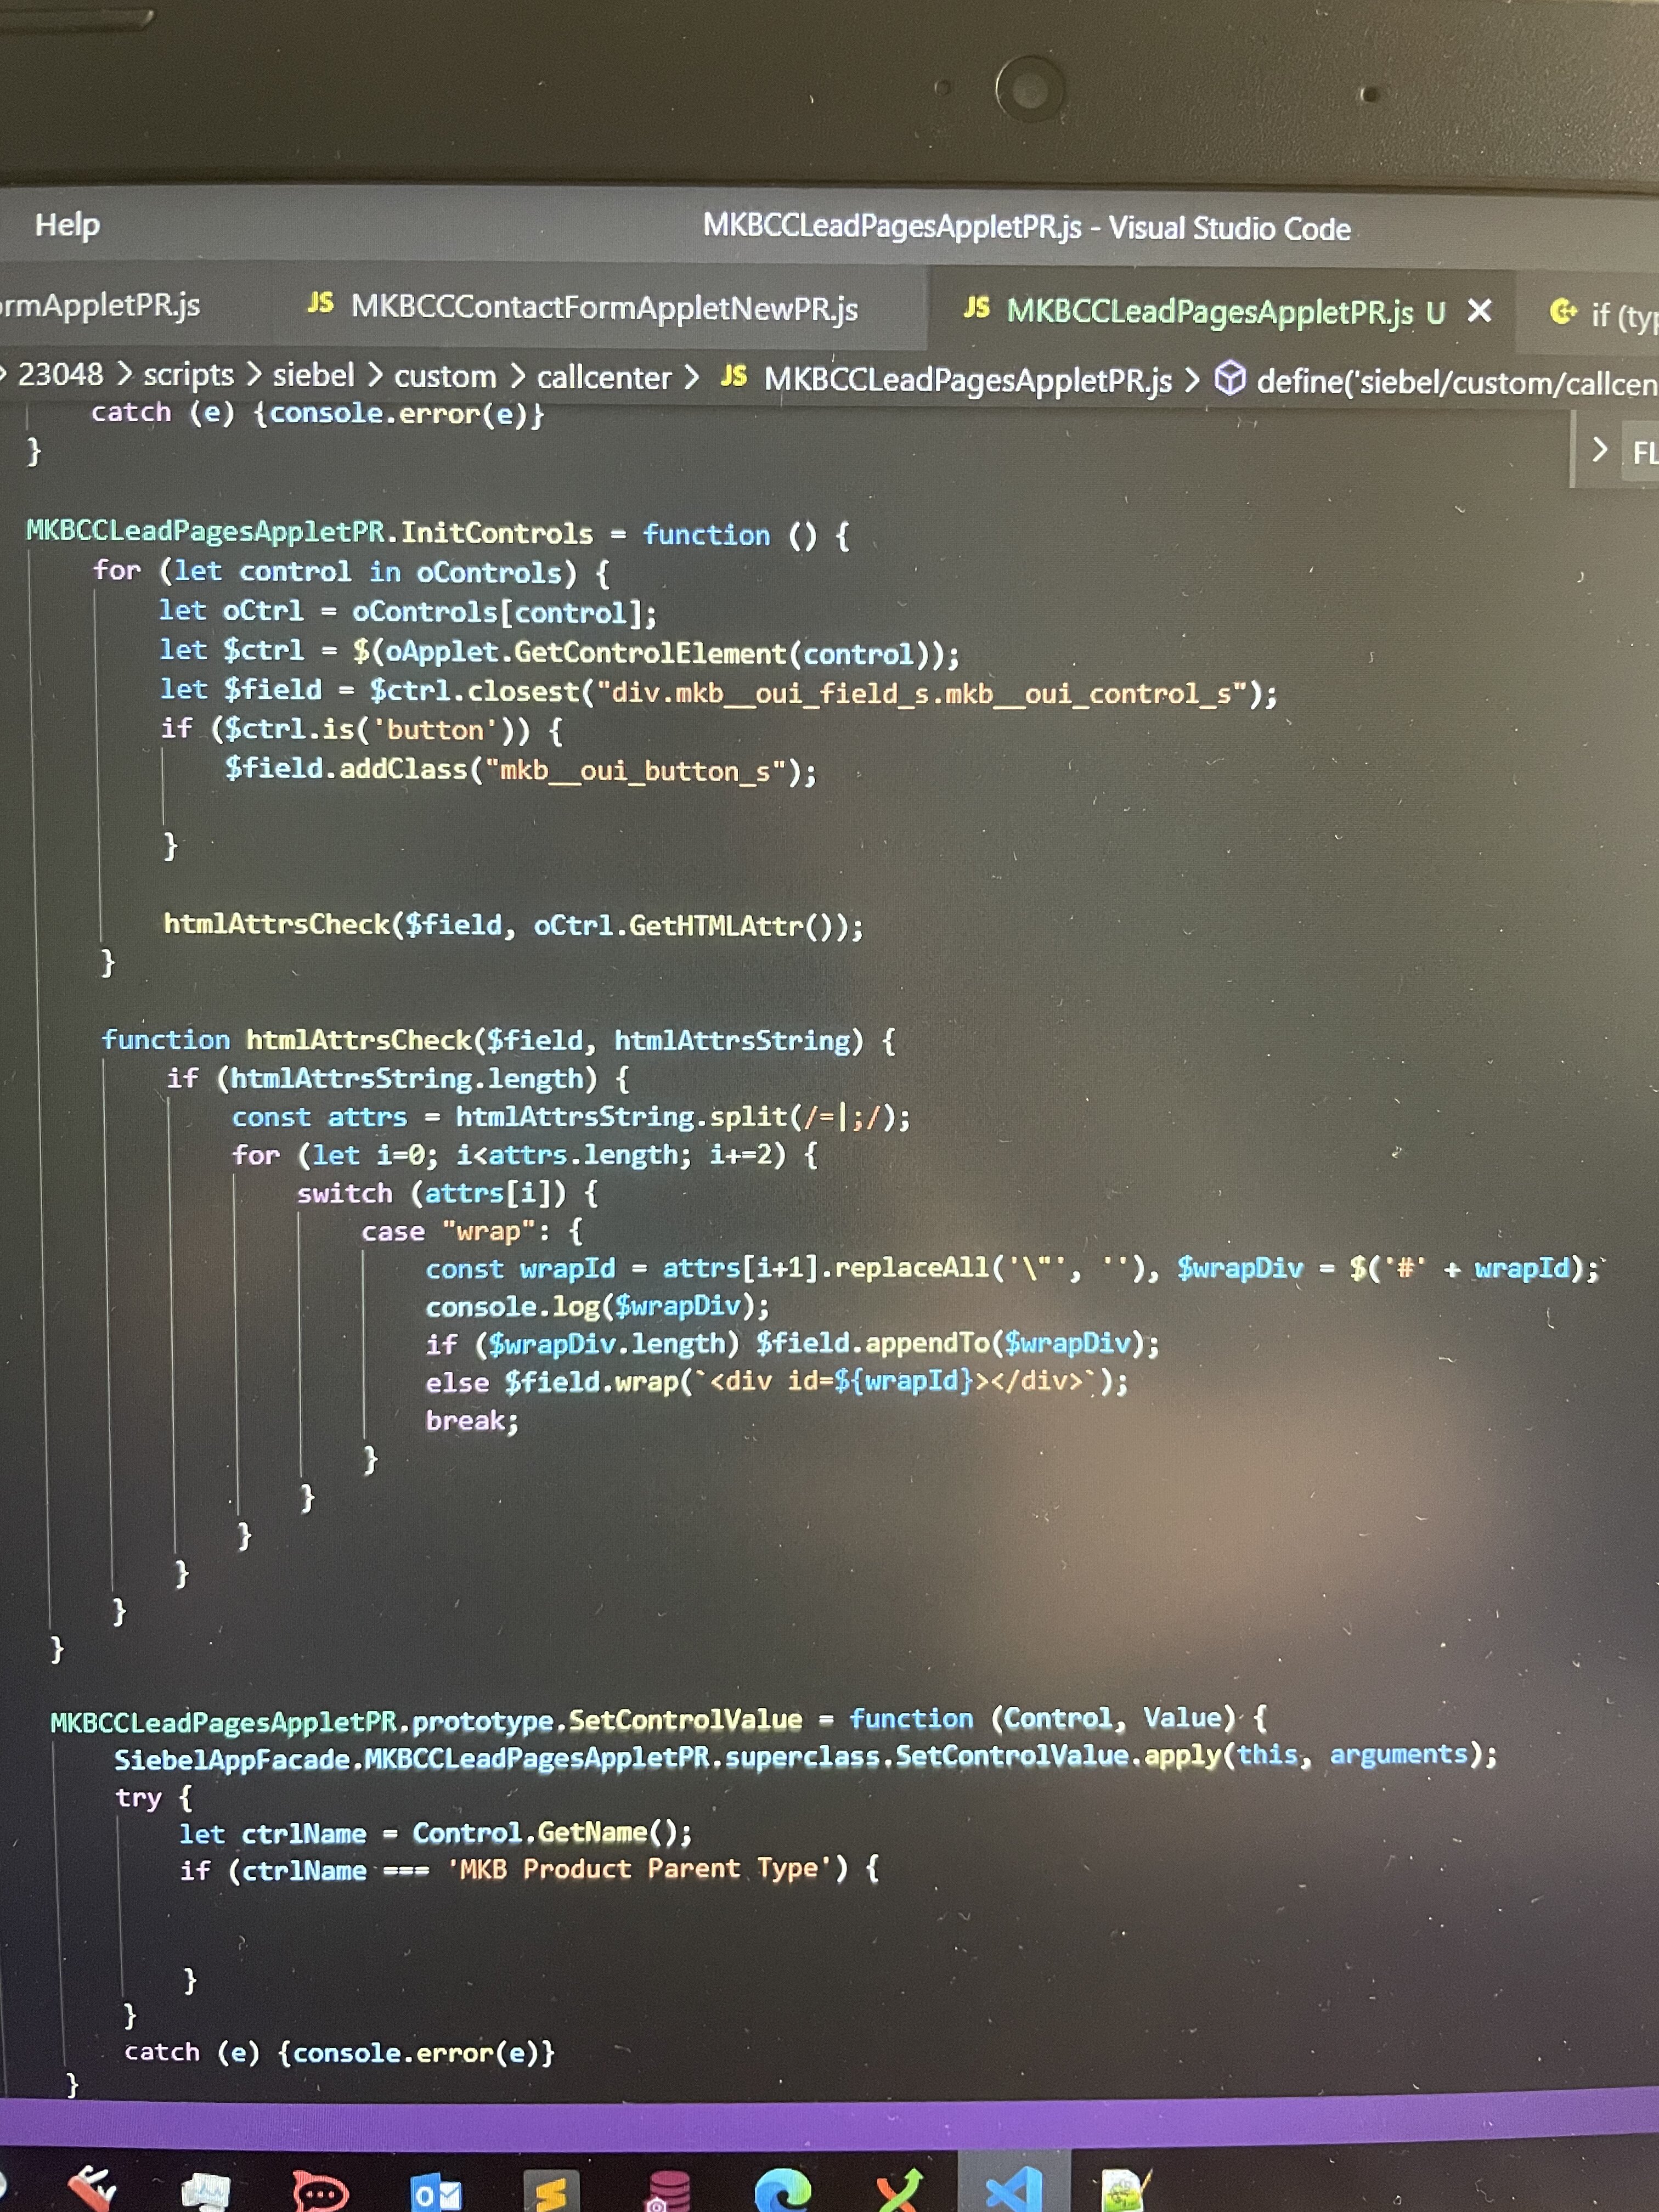 Help MKBCCLeadPagesAppletPR.js - Visual Studio Code
ormAppletPR.js JS MKBCCContactFormAppletNewPR.js JS MKBCCLeadPagesAppletPR.js U if (typ
> 23048 > scripts > siebel > custom > callcenter > JS MKBCCLeadPagesAppletPR.js > define('siebel/custom/callcen
catch (e) {console.error(e)}
}
> FL
MKBCCLeadPagesAppletPR.InitControls = function () {
for (let control in oControls) {
let oCtrl = oControls[control];
let $ctrl = $(oApplet.GetControlElement(control));
let $field = $ctrl.closest("div.mkb__oui_field_s.mkb__oui_control_s");
if ($ctrl.is('button')) {
$field.addClass("mkb__oui_button_s");
}
htmlAttrsCheck($field, oCtrl.GetHTMLAttr());
}
function htmlAttrsCheck($field, htmlAttrsString) {
if (htmlAttrsString.length) {
const attrs = htmlAttrsString.split(/=|;/);
for (let i=0; i<attrs.length; i+=2) {
switch (attrs[i]) {
case "wrap": {
const wrapId = attrs[i+1].replaceAll('\"', ''), $wrapDiv = $('#' + wrapId);
console.log($wrapDiv);
if ($wrapDiv.length) $field.appendTo($wrapDiv);
else $field.wrap(`<div id=${wrapId}></div>`);
break;
}
}
}
}
}
}
MKBCCLeadPagesAppletPR.prototype.SetControlValue = function (Control, Value) {
SiebelAppFacade.MKBCCLeadPagesAppletPR.superclass.SetControlValue.apply(this, arguments);
try {
let ctrlName = Control.GetName();
if (ctrlName === 'MKB Product Parent Type') {
}
}
catch (e) {console.error(e)}
}